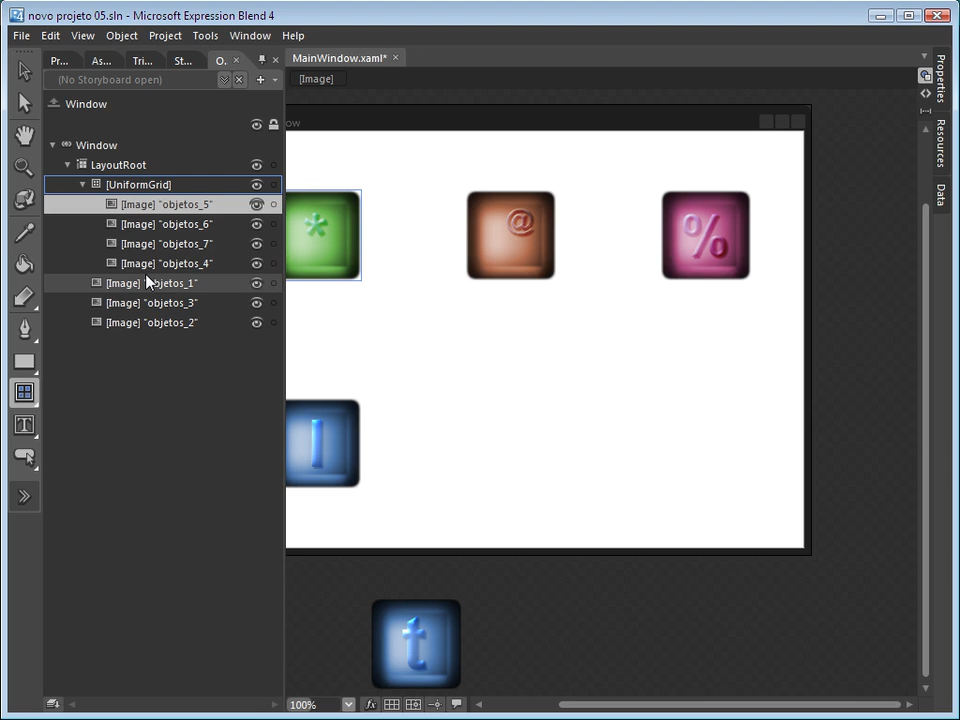 novo projeto 05.sln - Microsoft Expression Blend 4
File Edit View Object Project Tools Window Help
Pr... As... Tri... St... O. ×
MainWindow.xaml* ×
(No Storyboard open)
[Image]
Window
Window
LayoutRoot
[UniformGrid]
[Image] "objetos_5"
[Image] "objetos_6"
[Image] "objetos_7"
[Image] "objetos_4"
[Image] "objetos_1"
[Image] "objetos_3"
[Image] "objetos_2"
ow
* @ %
l
t
100%
fx
T
Properties
Resources
Data